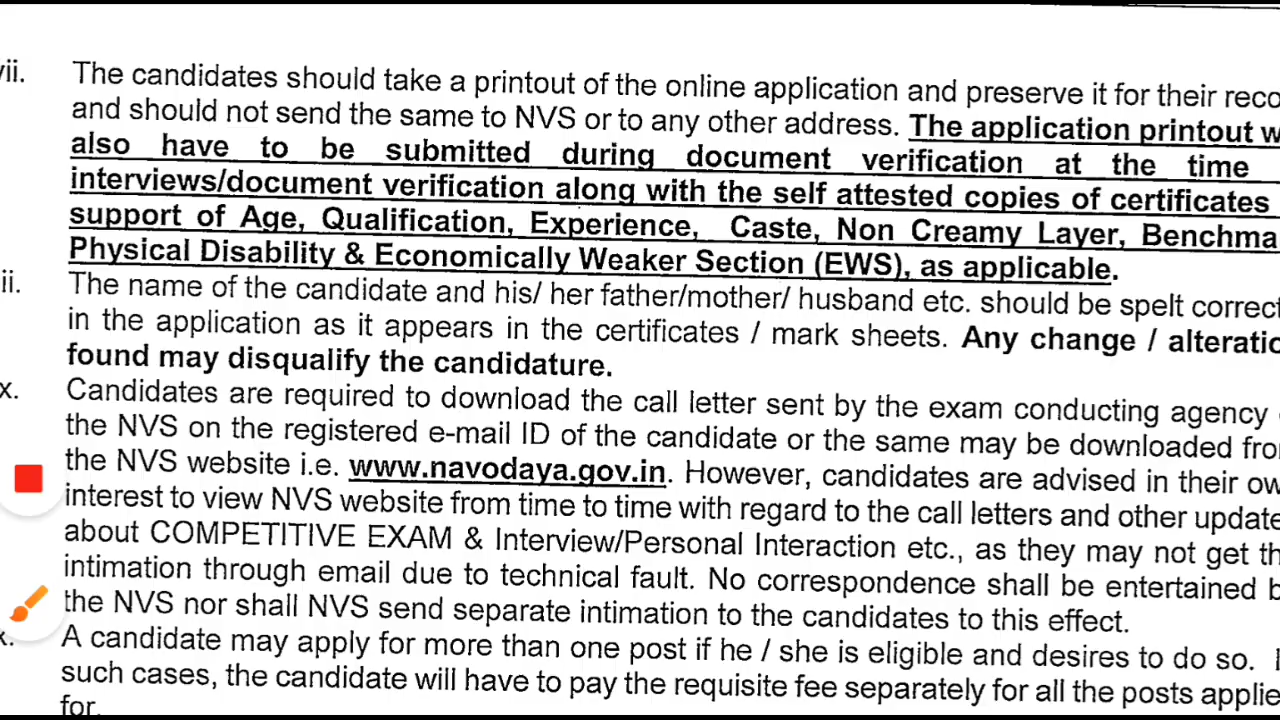 vii. The candidates should take a printout of the online application and preserve it for their reco
and should not send the same to NVS or to any other address. The application printout w
also have to be submitted during document verification at the time
interviews/document verification along with the self attested copies of certificates
support of Age, Qualification, Experience, Caste, Non Creamy Layer, Benchma
Physical Disability & Economically Weaker Section (EWS), as applicable.
ii. The name of the candidate and his/ her father/mother/ husband etc. should be spelt correct
in the application as it appears in the certificates / mark sheets. Any change / alteratio
found may disqualify the candidature.
x. Candidates are required to download the call letter sent by the exam conducting agency
the NVS on the registered e-mail ID of the candidate or the same may be downloaded fro
the NVS website i.e. www.navodaya.gov.in. However, candidates are advised in their ow
interest to view NVS website from time to time with regard to the call letters and other update
about COMPETITIVE EXAM & Interview/Personal Interaction etc., as they may not get th
intimation through email due to technical fault. No correspondence shall be entertained b
the NVS nor shall NVS send separate intimation to the candidates to this effect.
x. A candidate may apply for more than one post if he / she is eligible and desires to do so. I
such cases, the candidate will have to pay the requisite fee separately for all the posts applie
for.